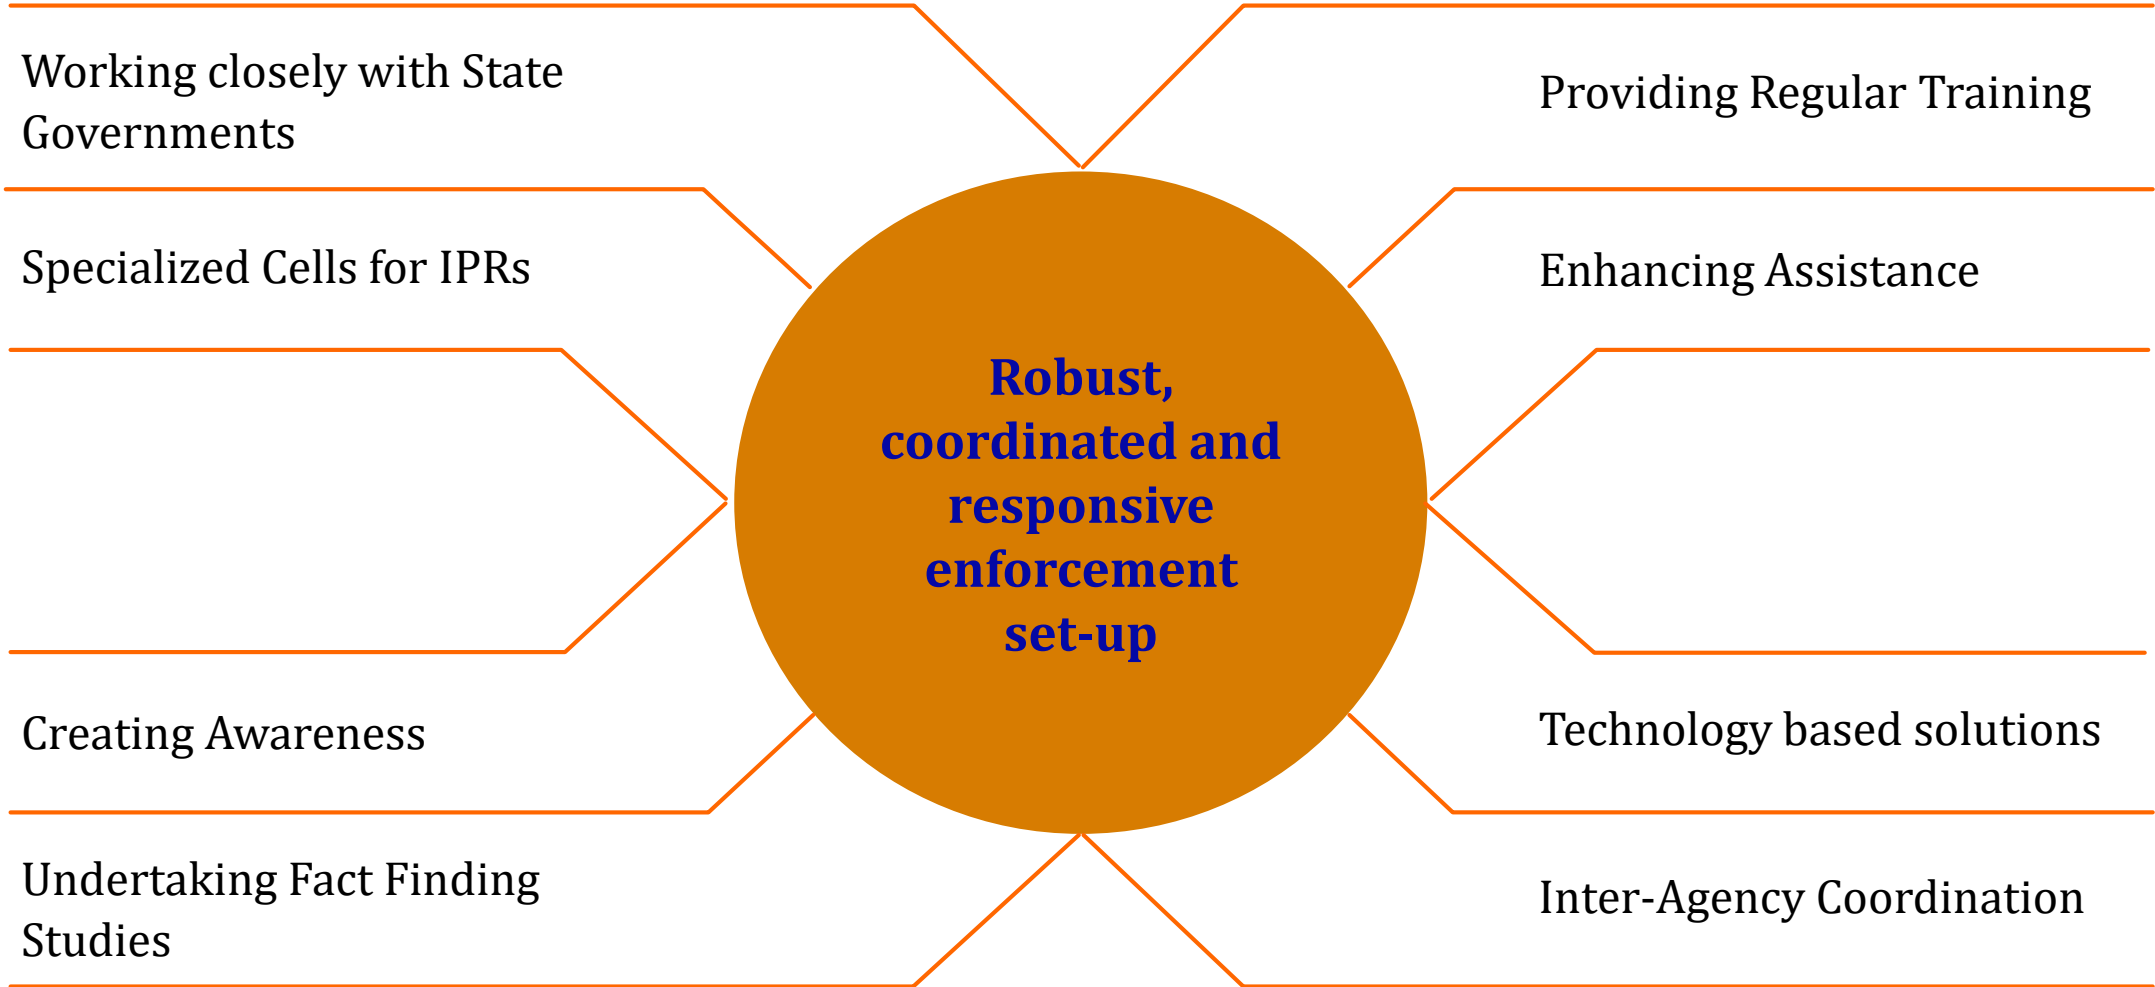 Working closely with State
Governments
Specialized Cells for IPRs
Creating Awareness
Undertaking Fact Finding
Studies
Robust,
coordinated and
responsive
enforcement
set-up
Providing Regular Training
Enhancing Assistance
Technology based solutions
Inter-Agency Coordination